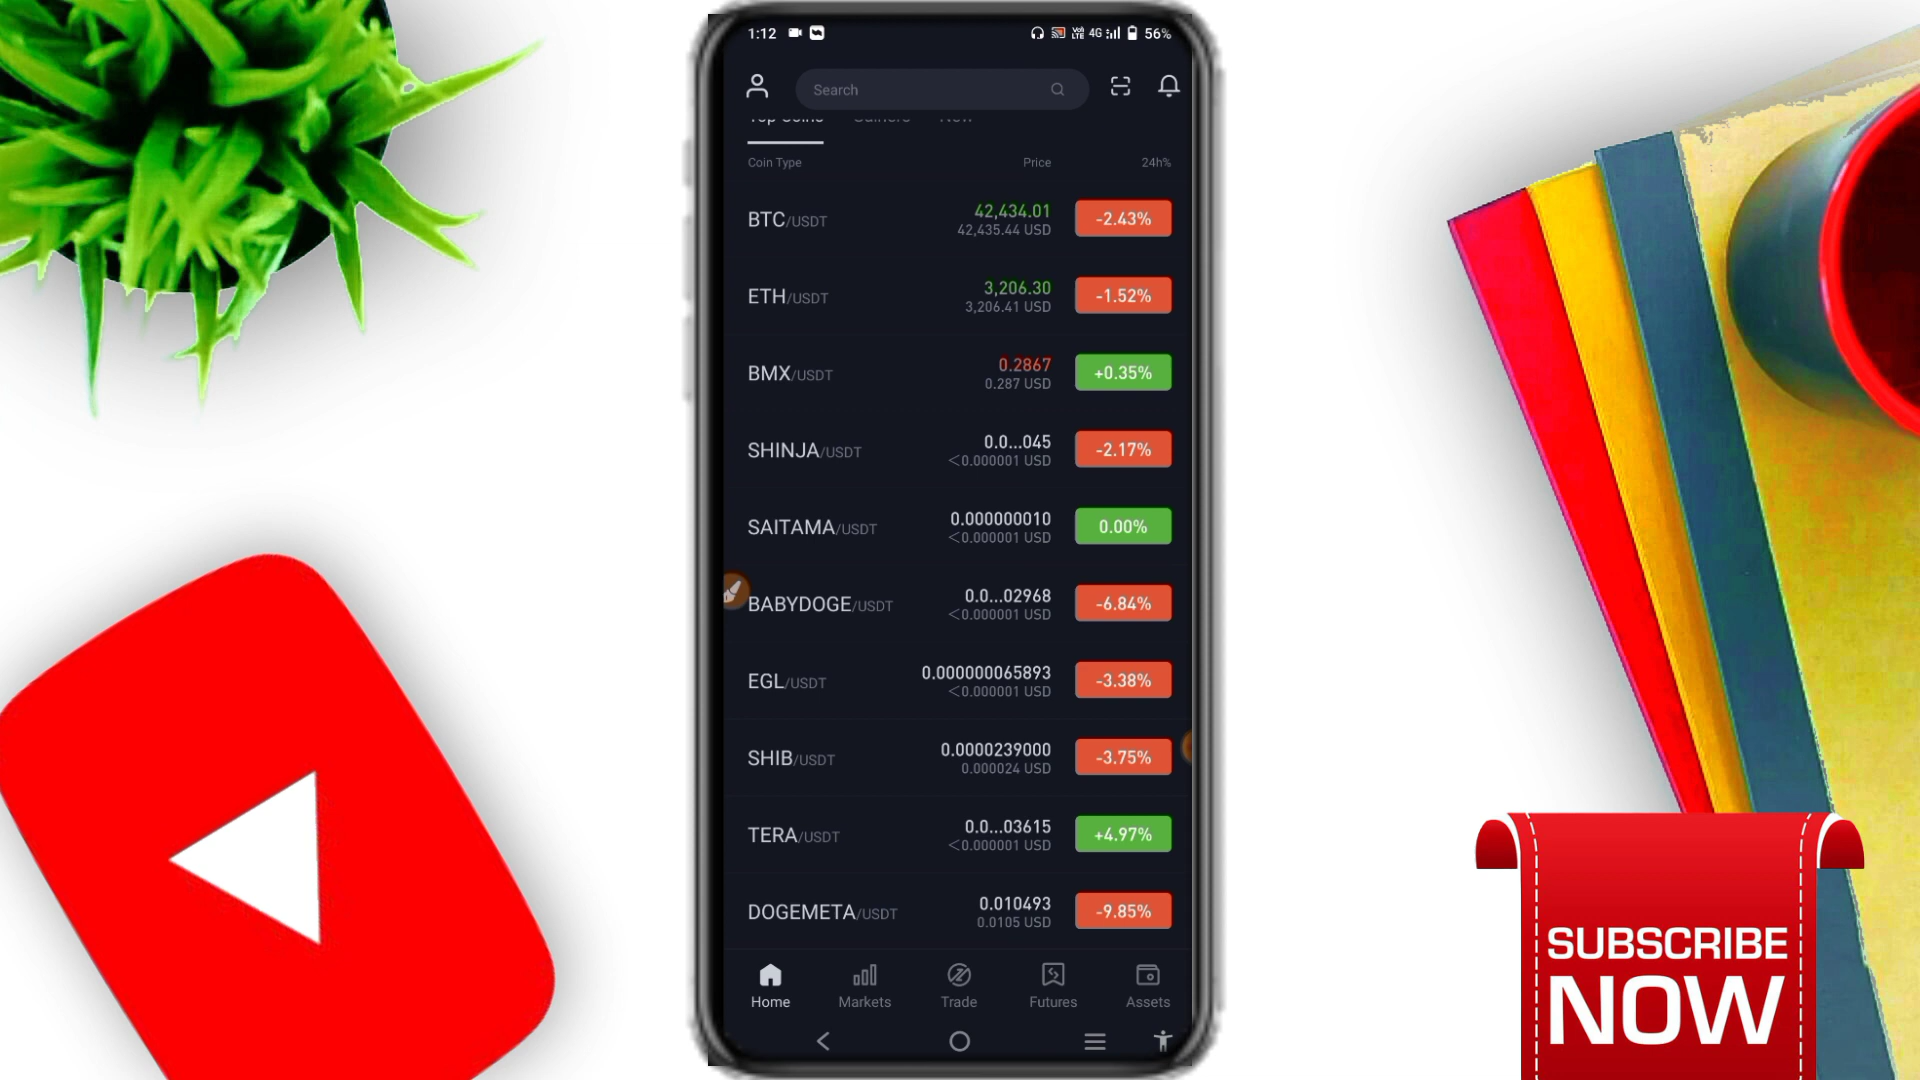 1:12 4G 56%
Search
Top Coins Gainers New
Coin Type Price 24h%
BTC/USDT 42,434.01 -2.43%
42,435.44 USD
ETH/USDT 3,206.30 -1.52%
3,206.41 USD
BMX/USDT 0.2867 +0.35%
0.287 USD
SHINJA/USDT 0.0...045 -2.17%
<0.000001 USD
SAITAMA/USDT 0.000000010 0.00%
<0.000001 USD
BABYDOGE/USDT 0.0...02968 -6.84%
<0.000001 USD
EGL/USDT 0.000000065893 -3.38%
<0.000001 USD
SHIB/USDT 0.0000239000 -3.75%
0.000024 USD
TERA/USDT 0.0...03615 +4.97%
<0.000001 USD
DOGEMETA/USDT 0.010493 -9.85%
0.0105 USD
Home Markets Trade Futures Assets
SUBSCRIBE
NOW